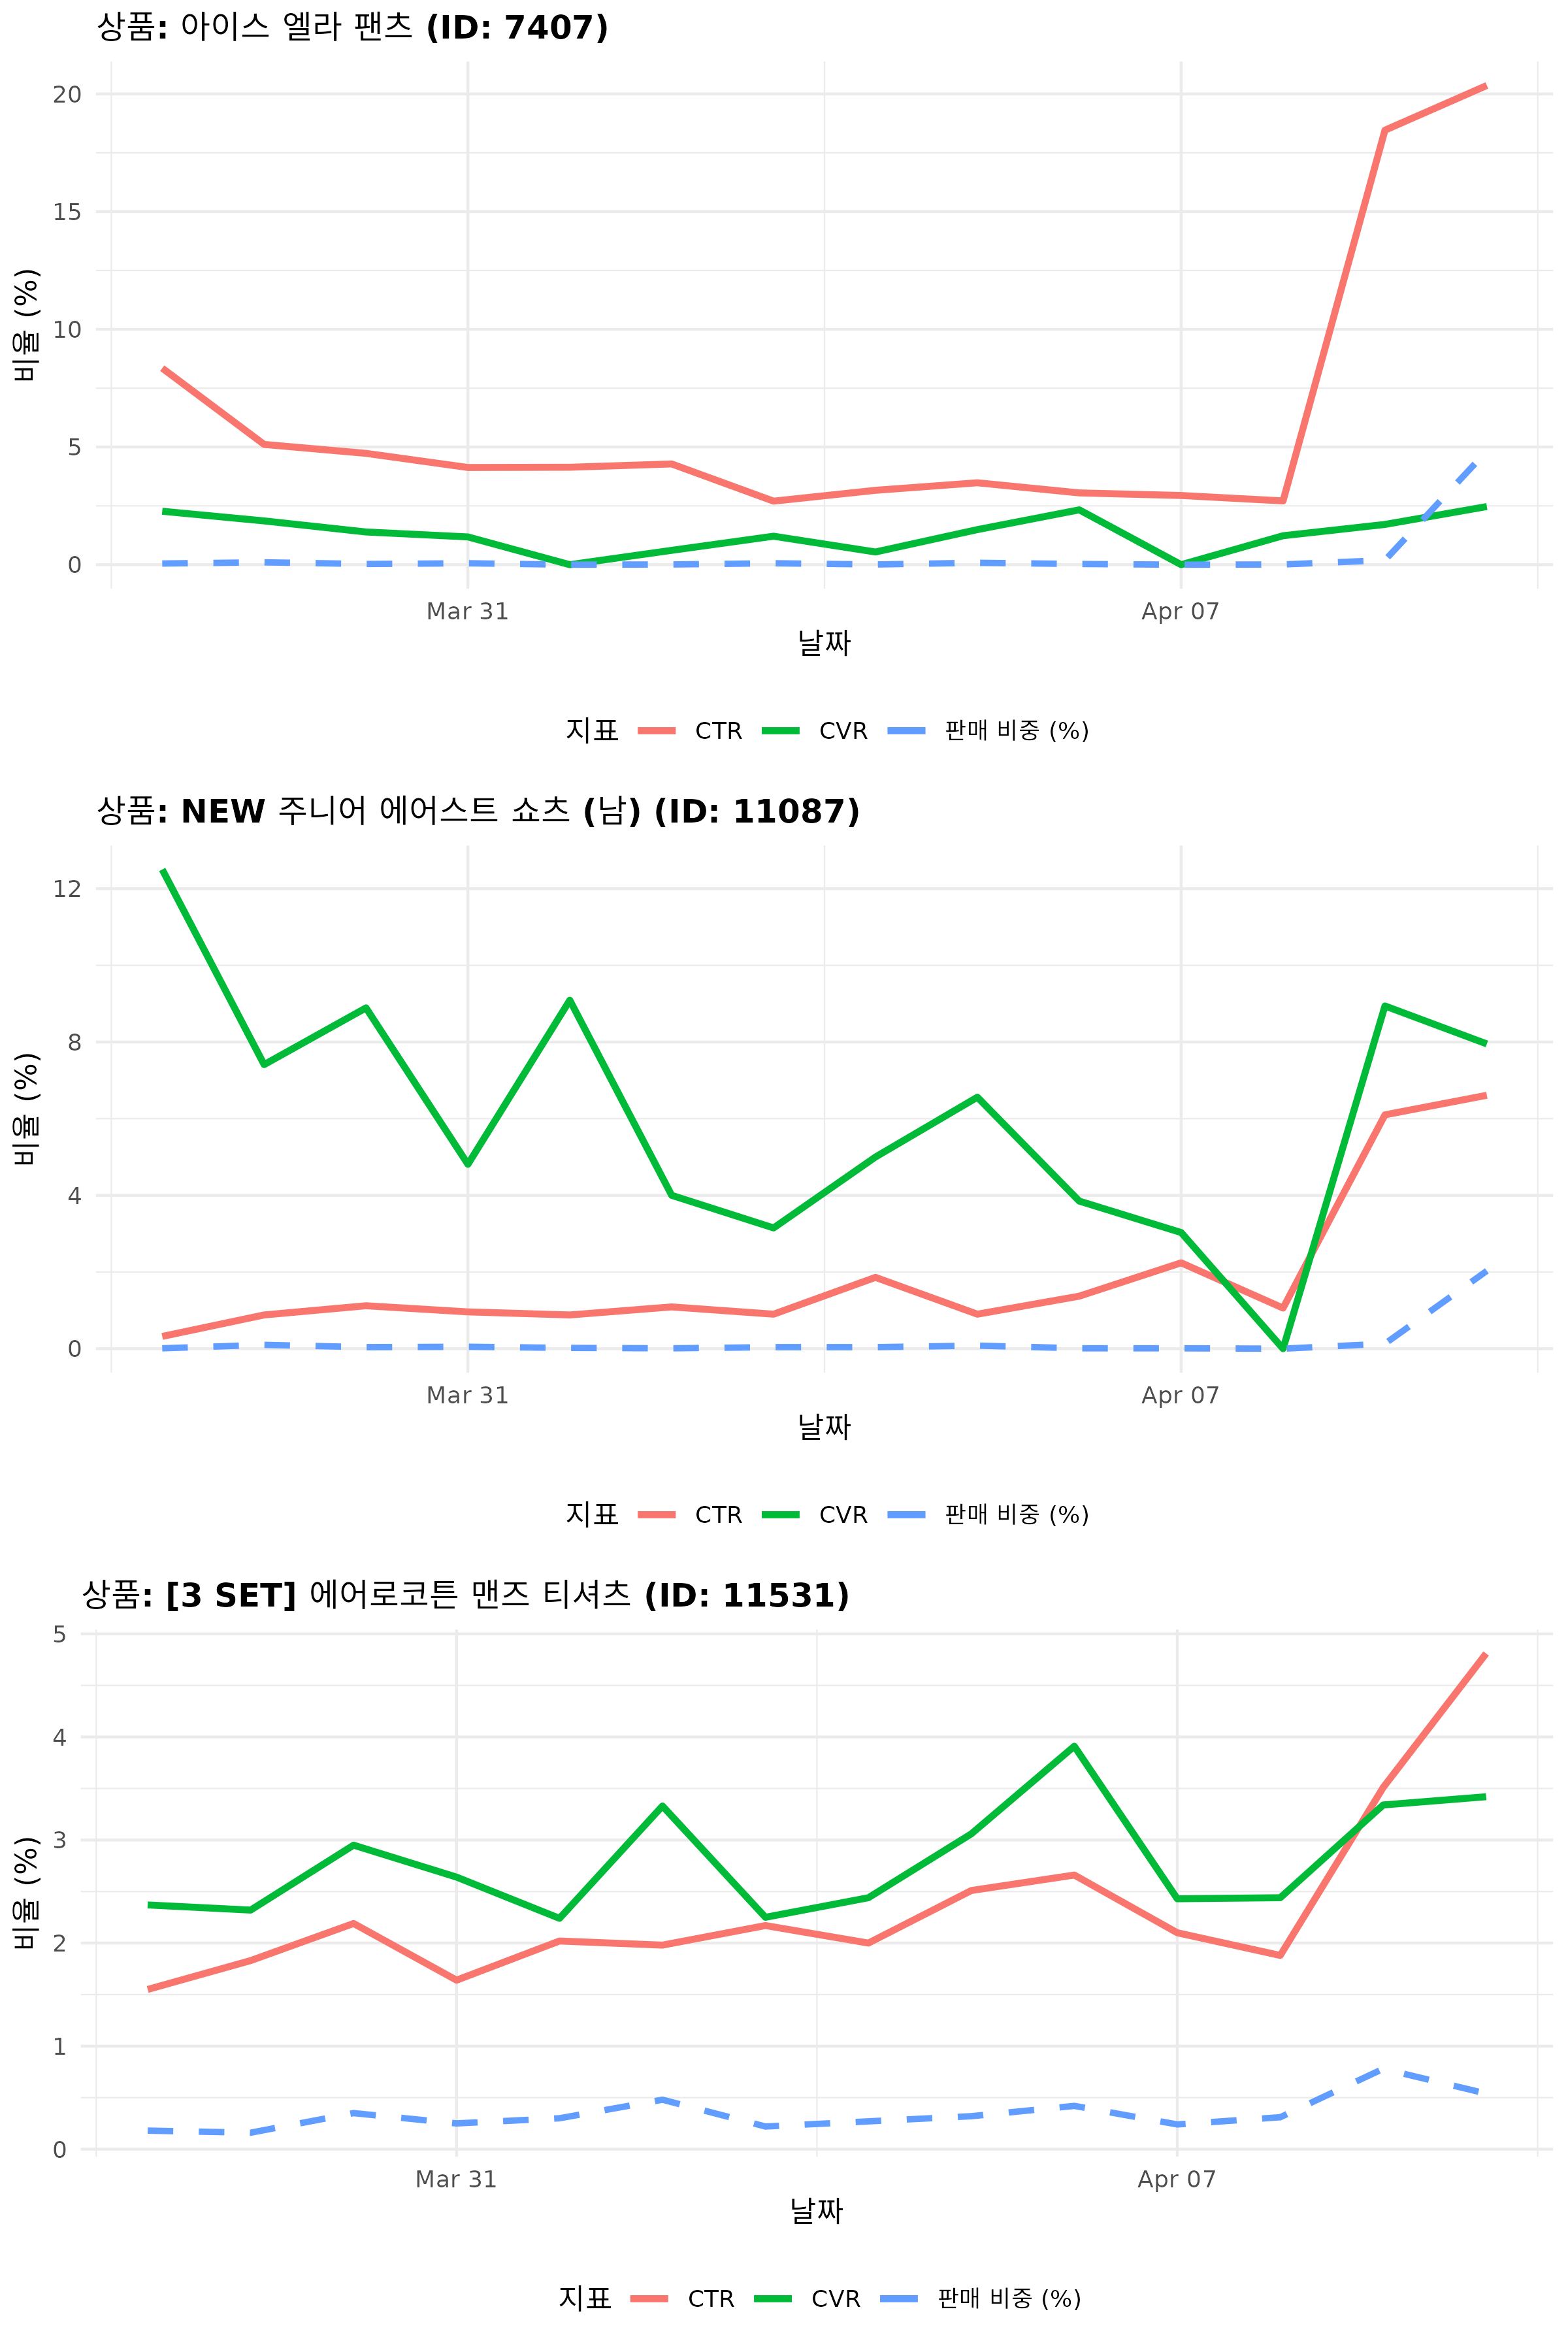 상품: 아이스 엘라 팬츠 (ID: 7407)
비율 (%)
20
15
10
5
0
Mar 31 Apr 07
날짜
지표 CTR CVR 판매 비중 (%)
상품: NEW 주니어 에어스트 쇼츠 (남) (ID: 11087)
비율 (%)
12
8
4
0
Mar 31 Apr 07
날짜
지표 CTR CVR 판매 비중 (%)
상품: [3 SET] 에어로코튼 맨즈 티셔츠 (ID: 11531)
비율 (%)
5
4
3
2
1
0
Mar 31 Apr 07
날짜
지표 CTR CVR 판매 비중 (%)